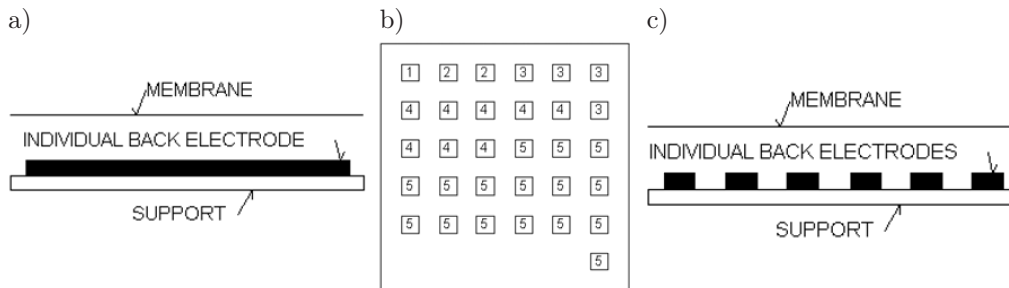 a)
MEMBRANE
INDIVIDUAL BACK ELECTRODE
SUPPORT
b)
1 2 2 3 3 3
4 4 4 4 4 3
4 4 4 5 5 5
5 5 5 5 5 5
5 5 5 5 5 5
5
c)
MEMBRANE
INDIVIDUAL BACK ELECTRODES
SUPPORT